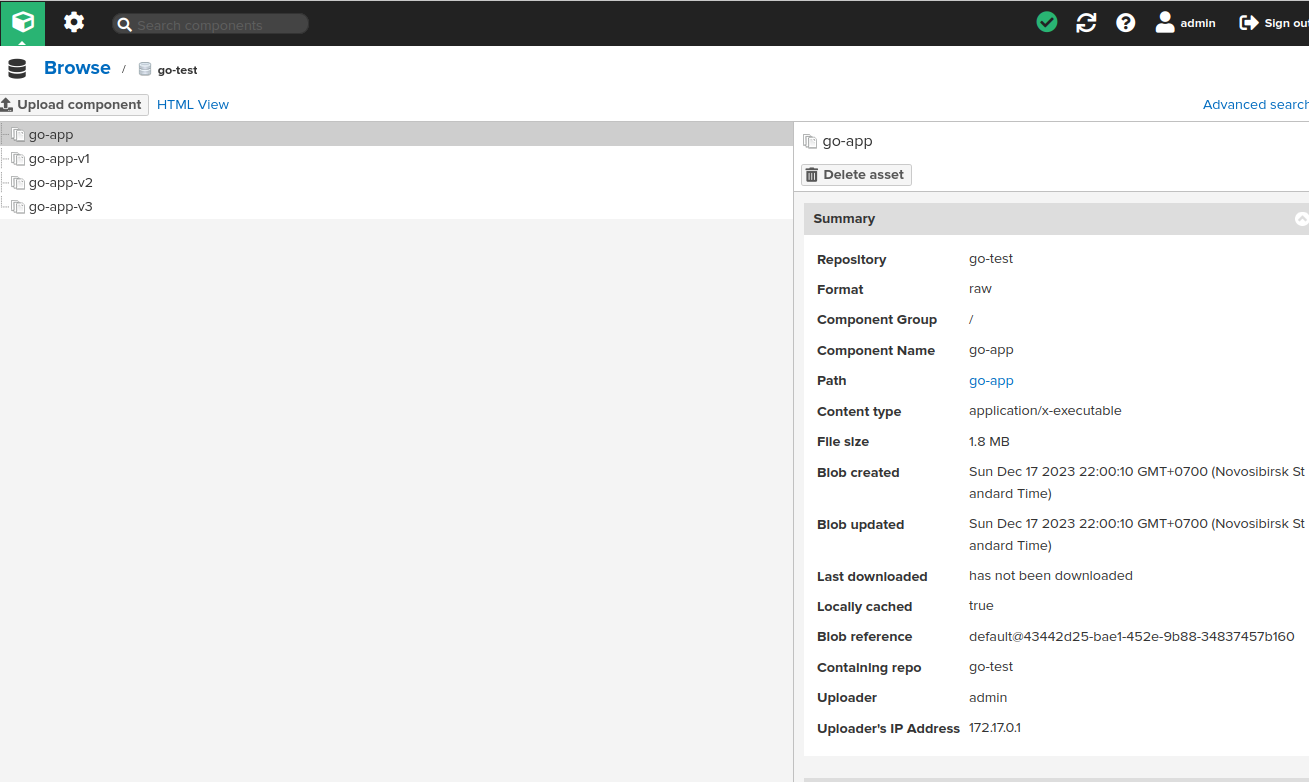 Search components
admin
Sign out
Browse / go-test
Upload component HTML View
Advanced search
go-app
go-app-v1
go-app-v2
go-app-v3
go-app
Delete asset
Summary
Repository go-test
Format raw
Component Group /
Component Name go-app
Path go-app
Content type application/x-executable
File size 1.8 MB
Blob created Sun Dec 17 2023 22:00:10 GMT+0700 (Novosibirsk St
andard Time)
Blob updated Sun Dec 17 2023 22:00:10 GMT+0700 (Novosibirsk St
andard Time)
Last downloaded has not been downloaded
Locally cached true
Blob reference default@43442d25-bae1-452e-9b88-34837457b160
Containing repo go-test
Uploader admin
Uploader's IP Address 172.17.0.1